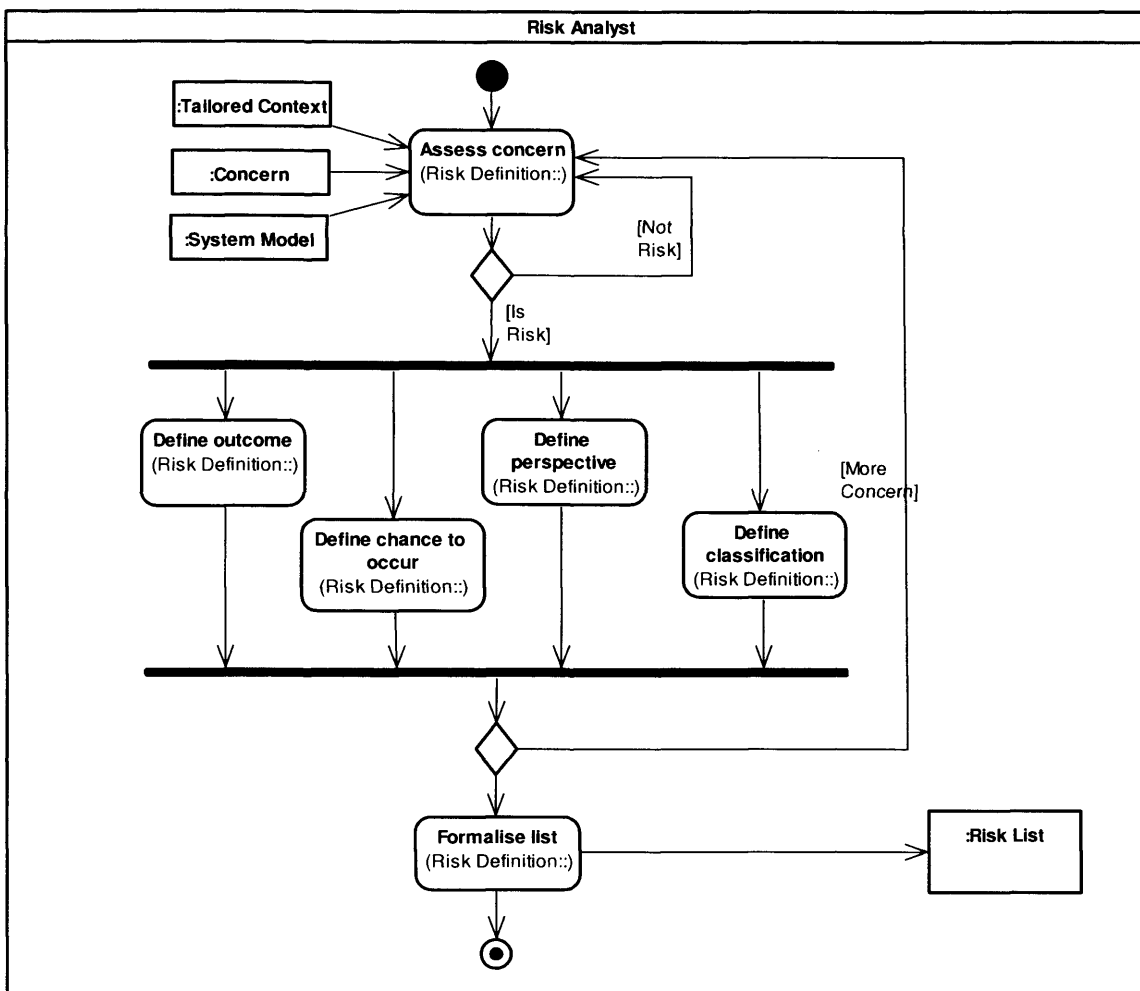 Risk Analyst
:Tailored Context
:Concern
:System Model
Assess concern
(Risk Definition::)
[Not
Risk]
[Is
Risk]
Define outcome
(Risk Definition::)
Define chance to
occur
(Risk Definition::)
Define
perspective
(Risk Definition::)
Define
classification
(Risk Definition::)
[More
Concern]
Formalise list
(Risk Definition::)
:Risk List